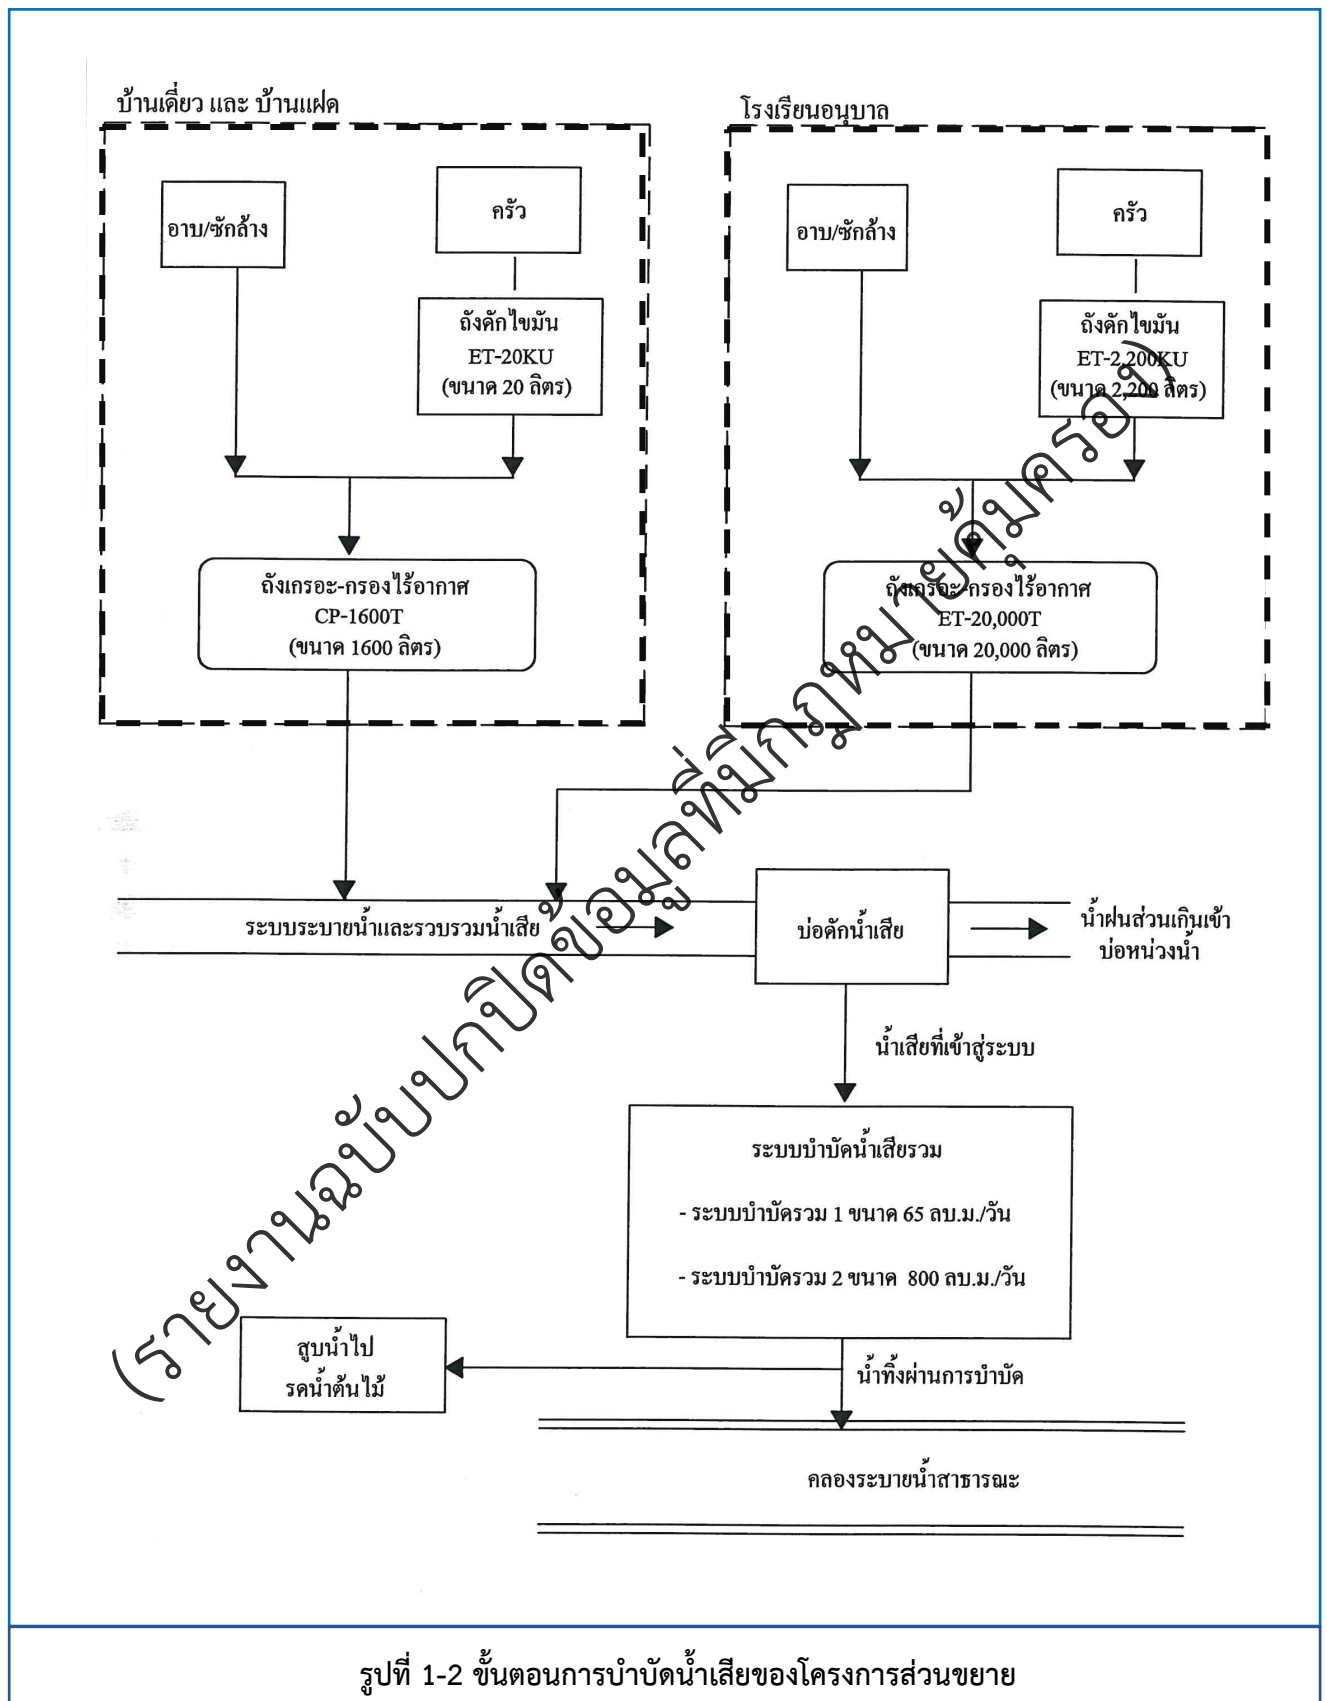 บ้านเดี่ยว และ บ้านแฝด
อาบ/ซักล้าง
ครัว
ถังดักไขมัน
ET-20KU
(ขนาด 20 ลิตร)
ถังเกรอะ-กรองไร้อากาศ
CP-1600T
(ขนาด 1600 ลิตร)
โรงเรียนอนุบาล
อาบ/ซักล้าง
ครัว
ถังดักไขมัน
ET-2,200KU
(ขนาด 2,200 ลิตร)
ถังเกรอะ-กรองไร้อากาศ
ET-20,000T
(ขนาด 20,000 ลิตร)
ระบบระบายน้ำและรวบรวมน้ำเสีย
บ่อดักน้ำเสีย
น้ำฝนส่วนเกินเข้า
บ่อหน่วงน้ำ
น้ำเสียที่เข้าสู่ระบบ
ระบบบำบัดน้ำเสียรวม
- ระบบบำบัดรวม 1 ขนาด 65 ลบ.ม./วัน
- ระบบบำบัดรวม 2 ขนาด 800 ลบ.ม./วัน
สูบน้ำไป
รดน้ำต้นไม้
น้ำทิ้งผ่านการบำบัด
คลองระบายน้ำสาธารณะ
(รายงานฉบับปกปิดข้อมูลที่มีกฎหมายคุ้มครอง)
รูปที่ 1-2 ขั้นตอนการบำบัดน้ำเสียของโครงการส่วนขยาย